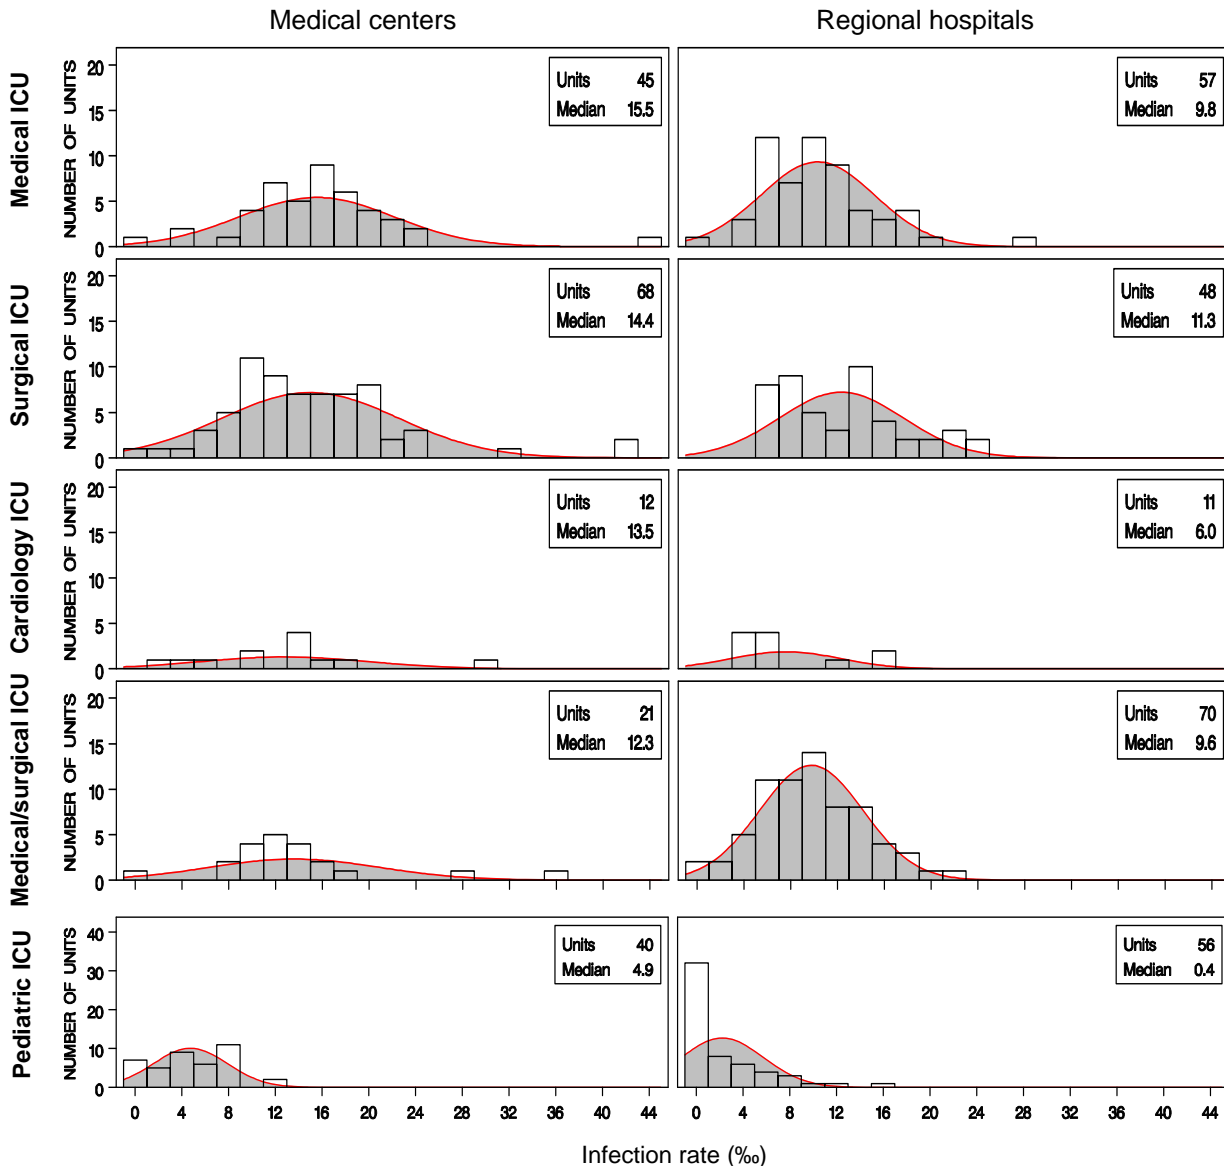 Medical centers
Regional hospitals
Medical ICU
NUMBER OF UNITS
20
15
10
5
0
Units 45
Median 15.5
Units 57
Median 9.8
Surgical ICU
NUMBER OF UNITS
20
15
10
5
0
Units 68
Median 14.4
Units 48
Median 11.3
Cardiology ICU
NUMBER OF UNITS
20
15
10
5
0
Units 12
Median 13.5
Units 11
Median 6.0
Medical/surgical ICU
NUMBER OF UNITS
20
15
10
5
0
Units 21
Median 12.3
Units 70
Median 9.6
Pediatric ICU
NUMBER OF UNITS
40
30
20
10
0
Units 40
Median 4.9
Units 56
Median 0.4
0 4 8 12 16 20 24 28 32 36 40 44
0 4 8 12 16 20 24 28 32 36 40 44
Infection rate (‰)